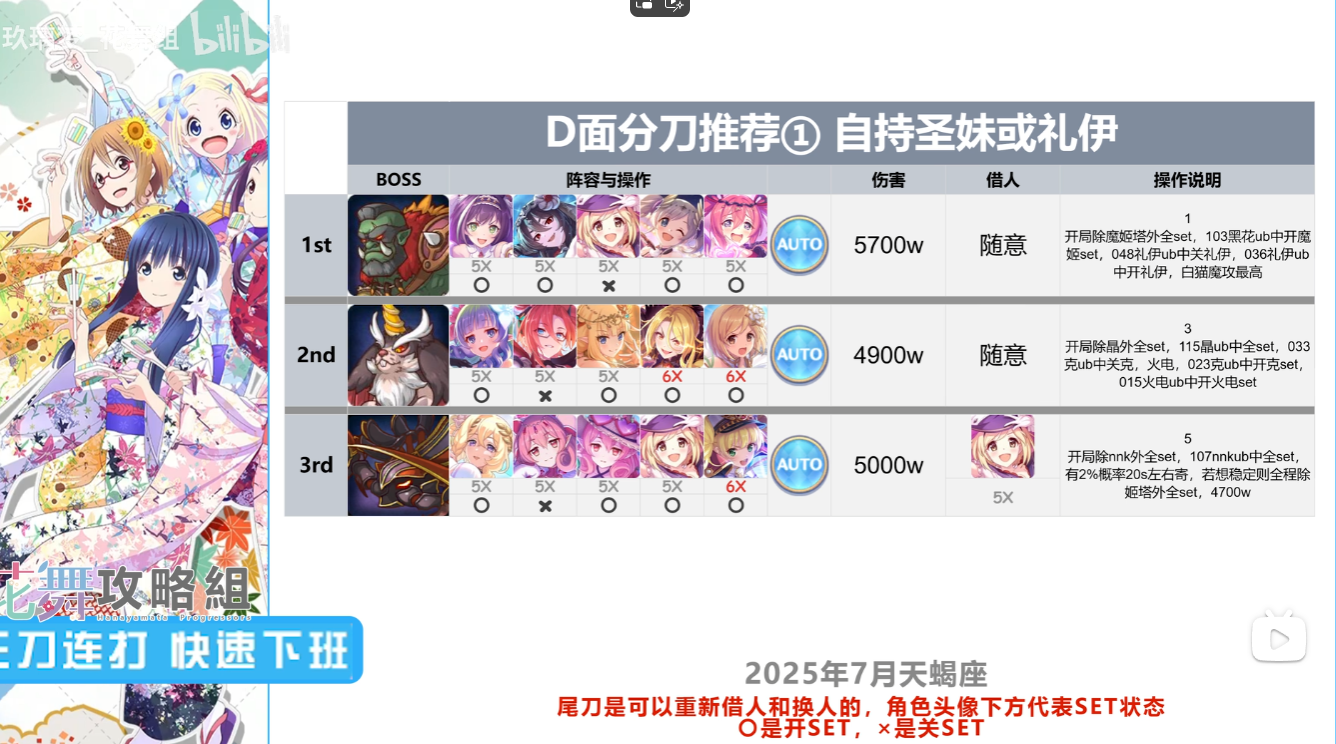 bilibili
D面分刀推荐① 自持圣妹或礼伊
BOSS 阵容与操作 伤害 借人 操作说明
1st
5X 5X 5X 5X 5X
○ ○ × ○ ○
AUTO
5700w
随意
1
开局除魔姬塔外全set，103黑花ub中开魔
姬set，048礼伊ub中关礼伊，036礼伊ub
中开礼伊，白猫魔攻最高
2nd
5X 5X 5X 6X 6X
○ × ○ ○ ○
AUTO
4900w
随意
3
开局除晶外全set，115晶ub中全set，033
克ub中关克，火电，023克ub中开克set，
015火电ub中开火电set
3rd
5X 5X 5X 5X 6X
○ × ○ ○ ○
AUTO
5000w
5X
5
开局除nnk外全set，107nnkub中全set，
有2%概率20s左右寄，若想稳定则全程除
姬塔外全set，4700w
花舞攻略組
Hanayamata Progressors
三刀连打 快速下班
2025年7月天蝎座
尾刀是可以重新借人和换人的，角色头像下方代表SET状态
○是开SET，×是关SET